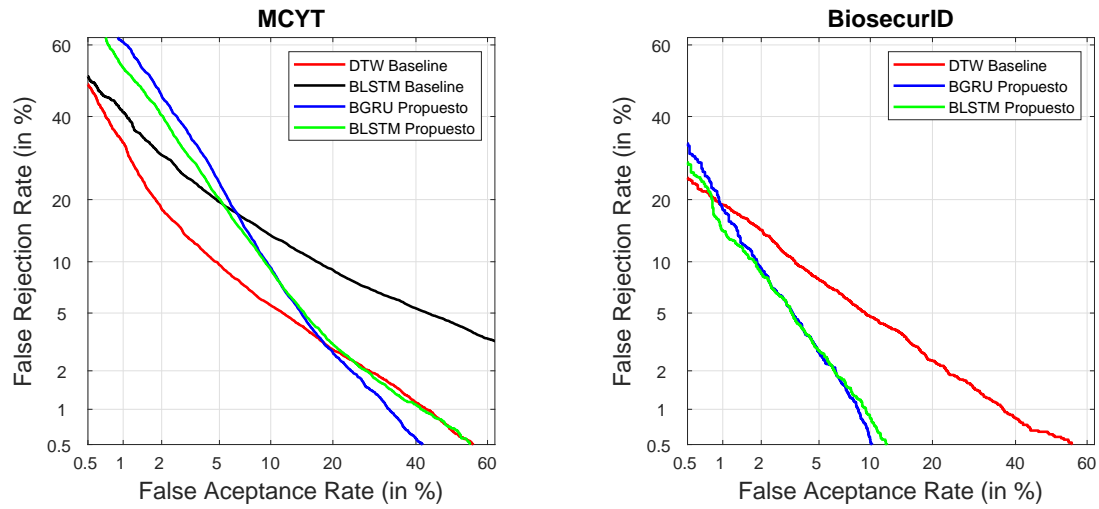 MCYT
False Rejection Rate (in %)
60
40
20
10
5
2
1
0.5
0.5 1 2 5 10 20 40 60
False Aceptance Rate (in %)
DTW Baseline
BLSTM Baseline
BGRU Propuesto
BLSTM Propuesto
BiosecurID
False Rejection Rate (in %)
60
40
20
10
5
2
1
0.5
0.5 1 2 5 10 20 40 60
False Aceptance Rate (in %)
DTW Baseline
BGRU Propuesto
BLSTM Propuesto